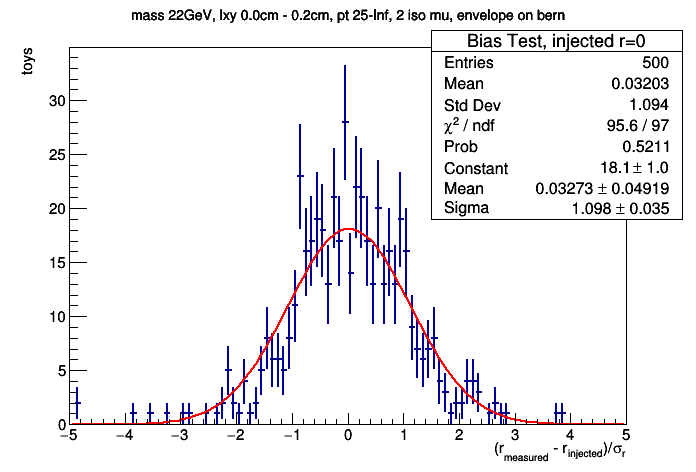 mass 22GeV, lxy 0.0cm - 0.2cm, pt 25-Inf, 2 iso mu, envelope on bern
Bias Test, injected r=0
Entries 500
Mean 0.03203
Std Dev 1.094
χ² / ndf 95.6 / 97
Prob 0.5211
Constant 18.1 ± 1.0
Mean 0.03273 ± 0.04919
Sigma 1.098 ± 0.035
toys
30
25
20
15
10
5
0
−5 −4 −3 −2 −1 0 1 2 3 4 5
(r_measured - r_injected)/σ_r